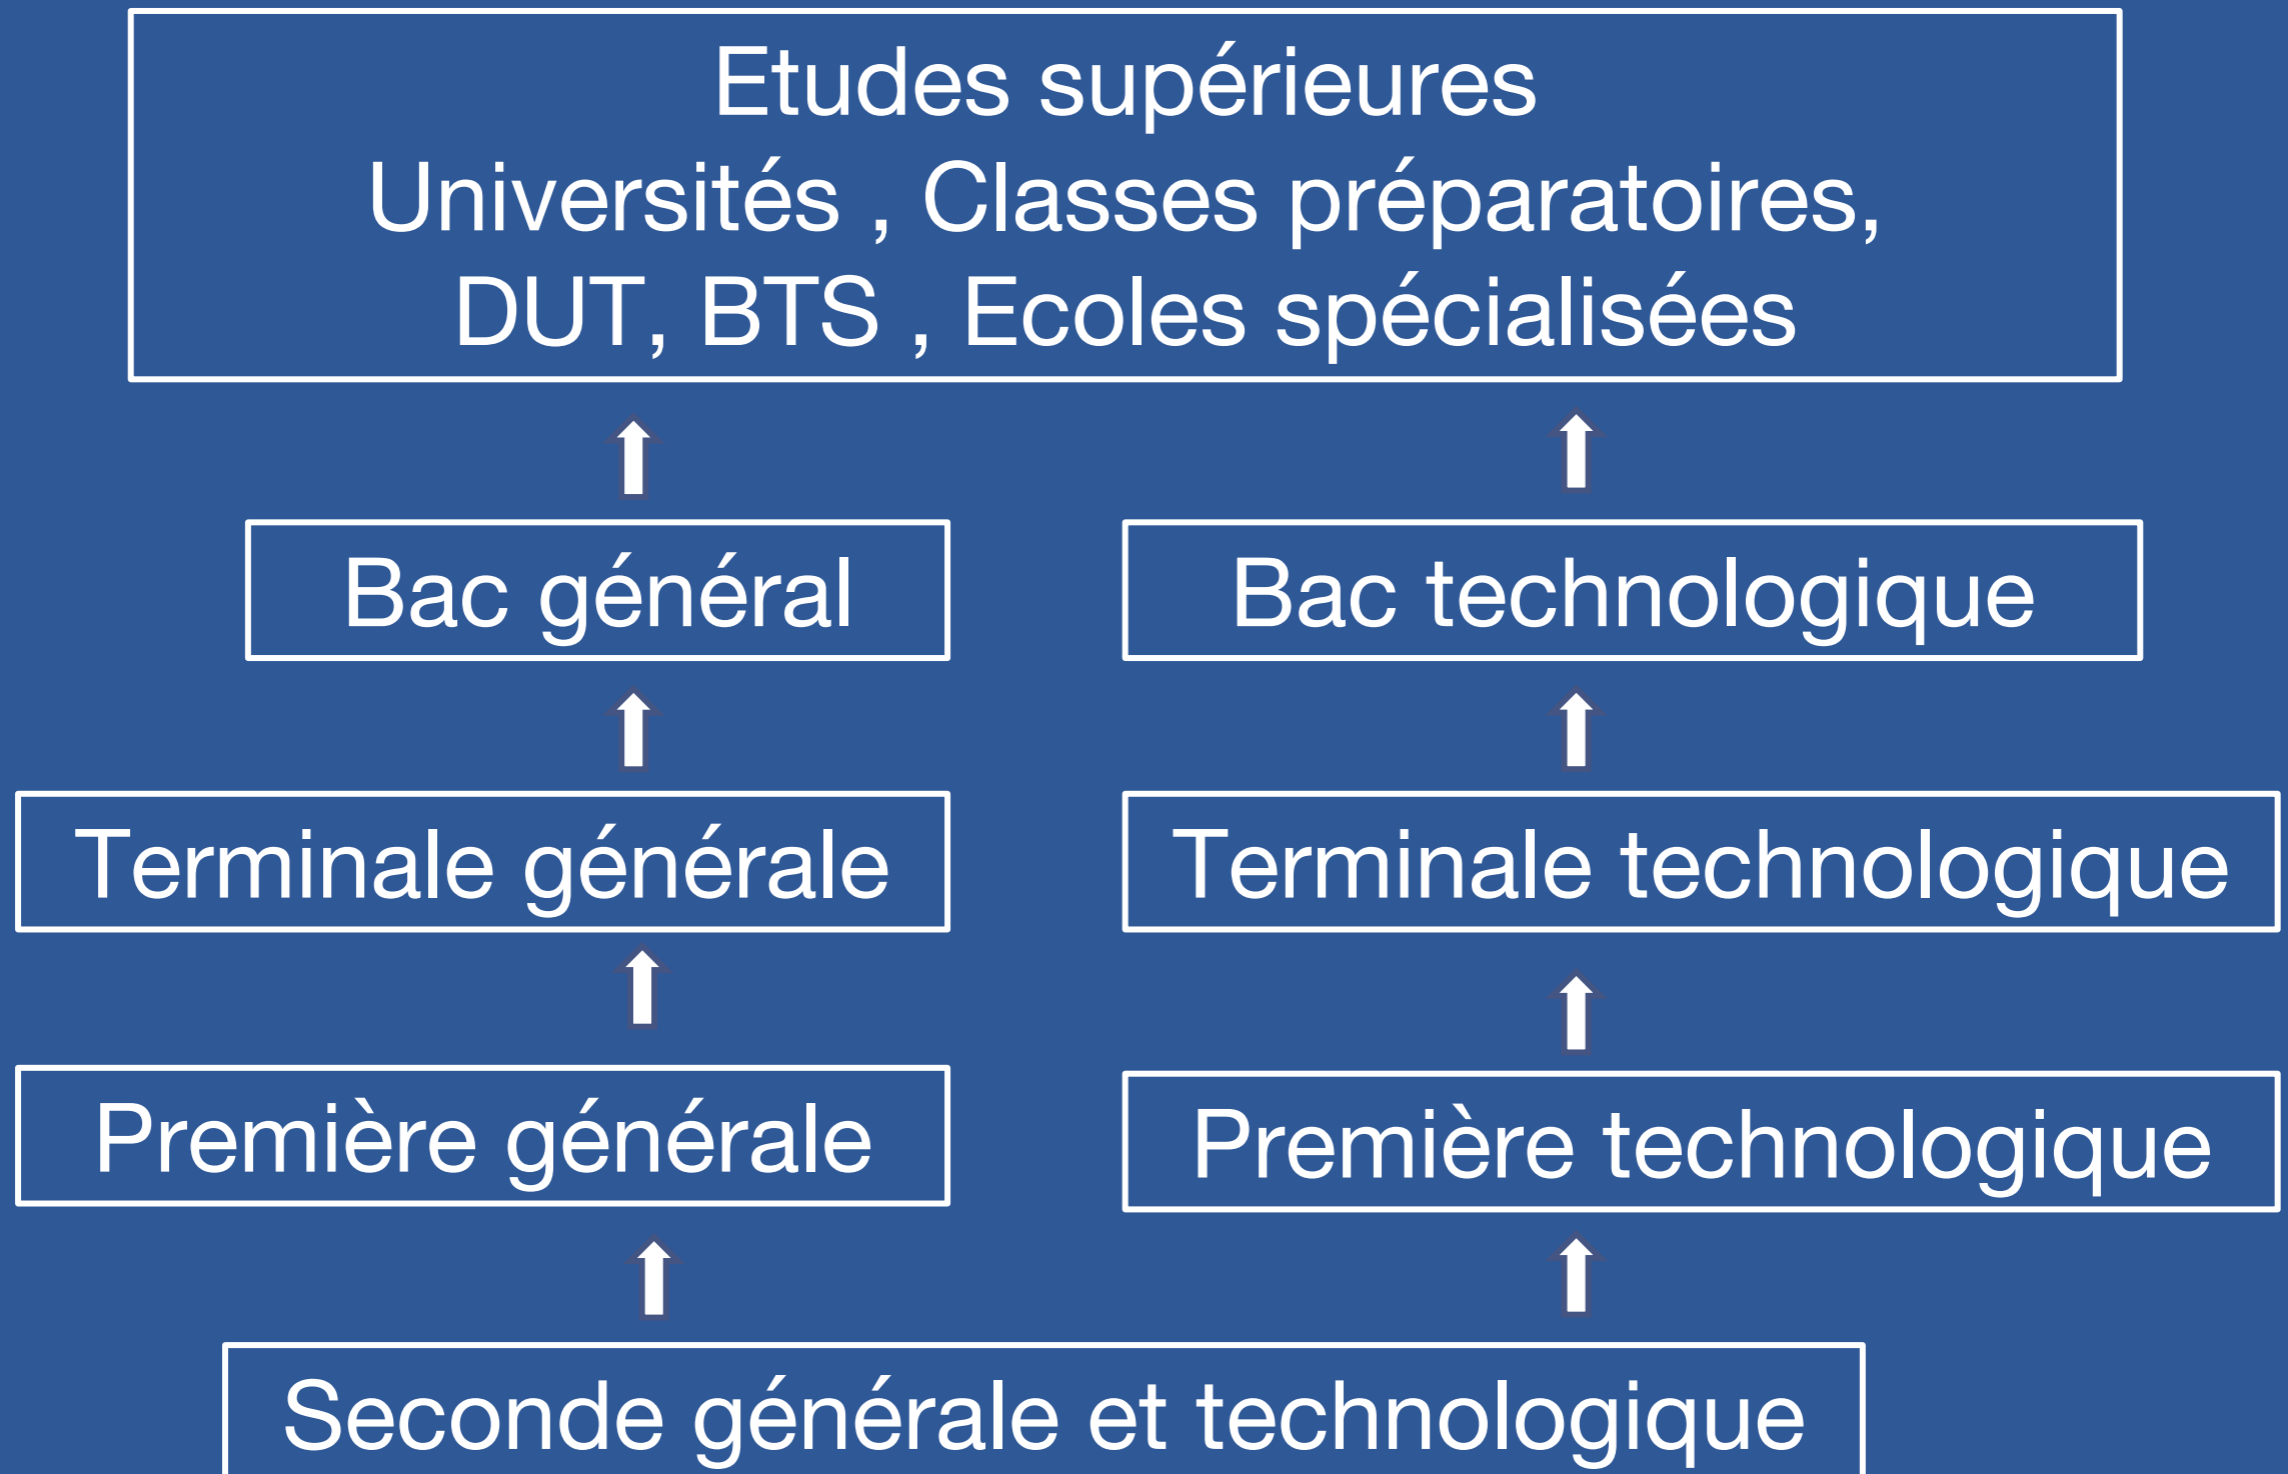 Etudes supérieures
Universités , Classes préparatoires,
DUT, BTS , Ecoles spécialisées
Bac général
Bac technologique
Terminale générale
Terminale technologique
Première générale
Première technologique
Seconde générale et technologique